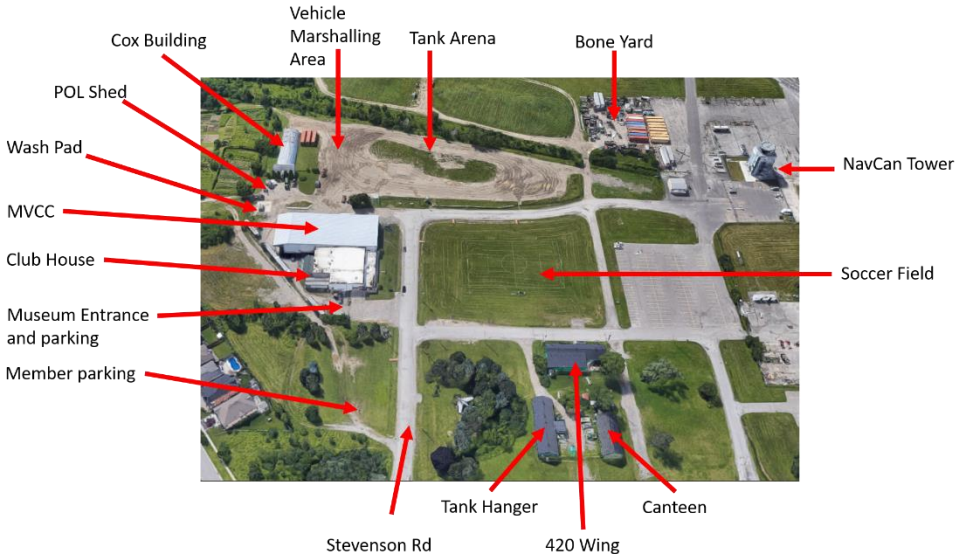 Vehicle
Marshalling
Area
Cox Building
Tank Arena
Bone Yard
POL Shed
Wash Pad
NavCan Tower
MVCC
Club House
Soccer Field
Museum Entrance
and parking
Member parking
Tank Hanger
Canteen
Stevenson Rd
420 Wing